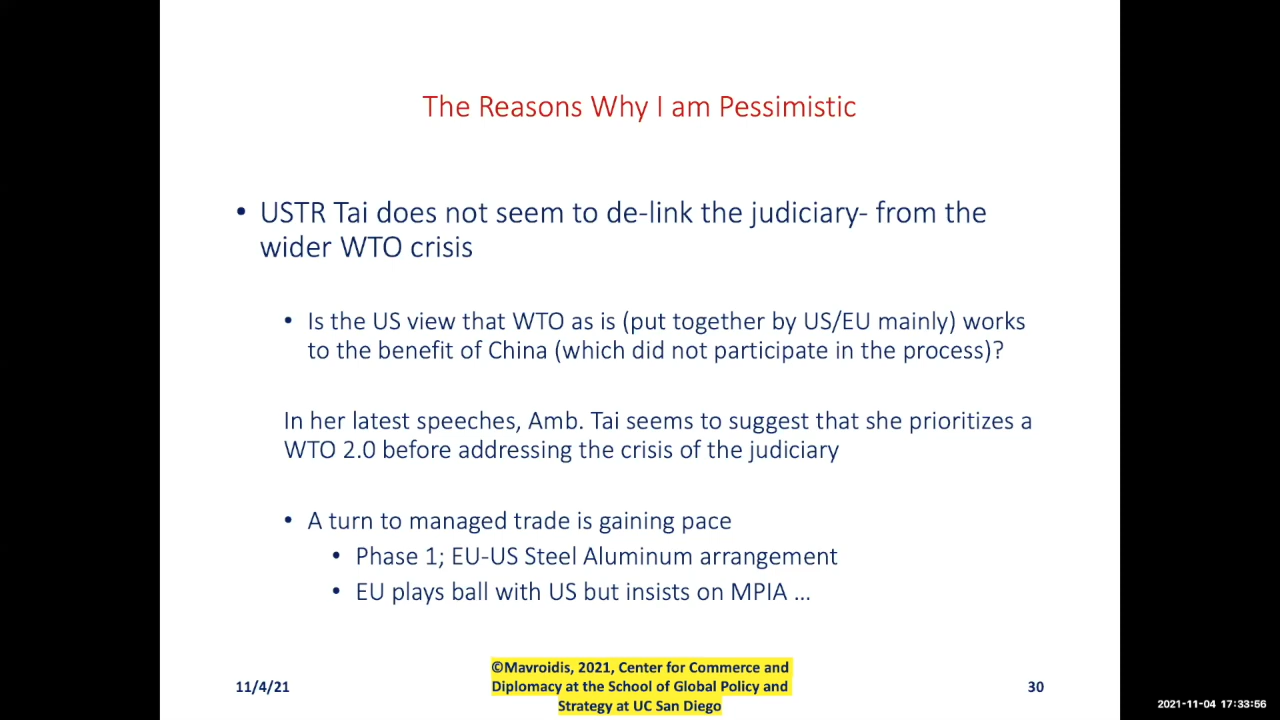 The Reasons Why I am Pessimistic
• USTR Tai does not seem to de-link the judiciary- from the
wider WTO crisis
• Is the US view that WTO as is (put together by US/EU mainly) works
to the benefit of China (which did not participate in the process)?
In her latest speeches, Amb. Tai seems to suggest that she prioritizes a
WTO 2.0 before addressing the crisis of the judiciary
• A turn to managed trade is gaining pace
• Phase 1; EU-US Steel Aluminum arrangement
• EU plays ball with US but insists on MPIA ...
11/4/21
©Mavroidis, 2021, Center for Commerce and
Diplomacy at the School of Global Policy and
Strategy at UC San Diego
30
2021-11-04 17:33:56